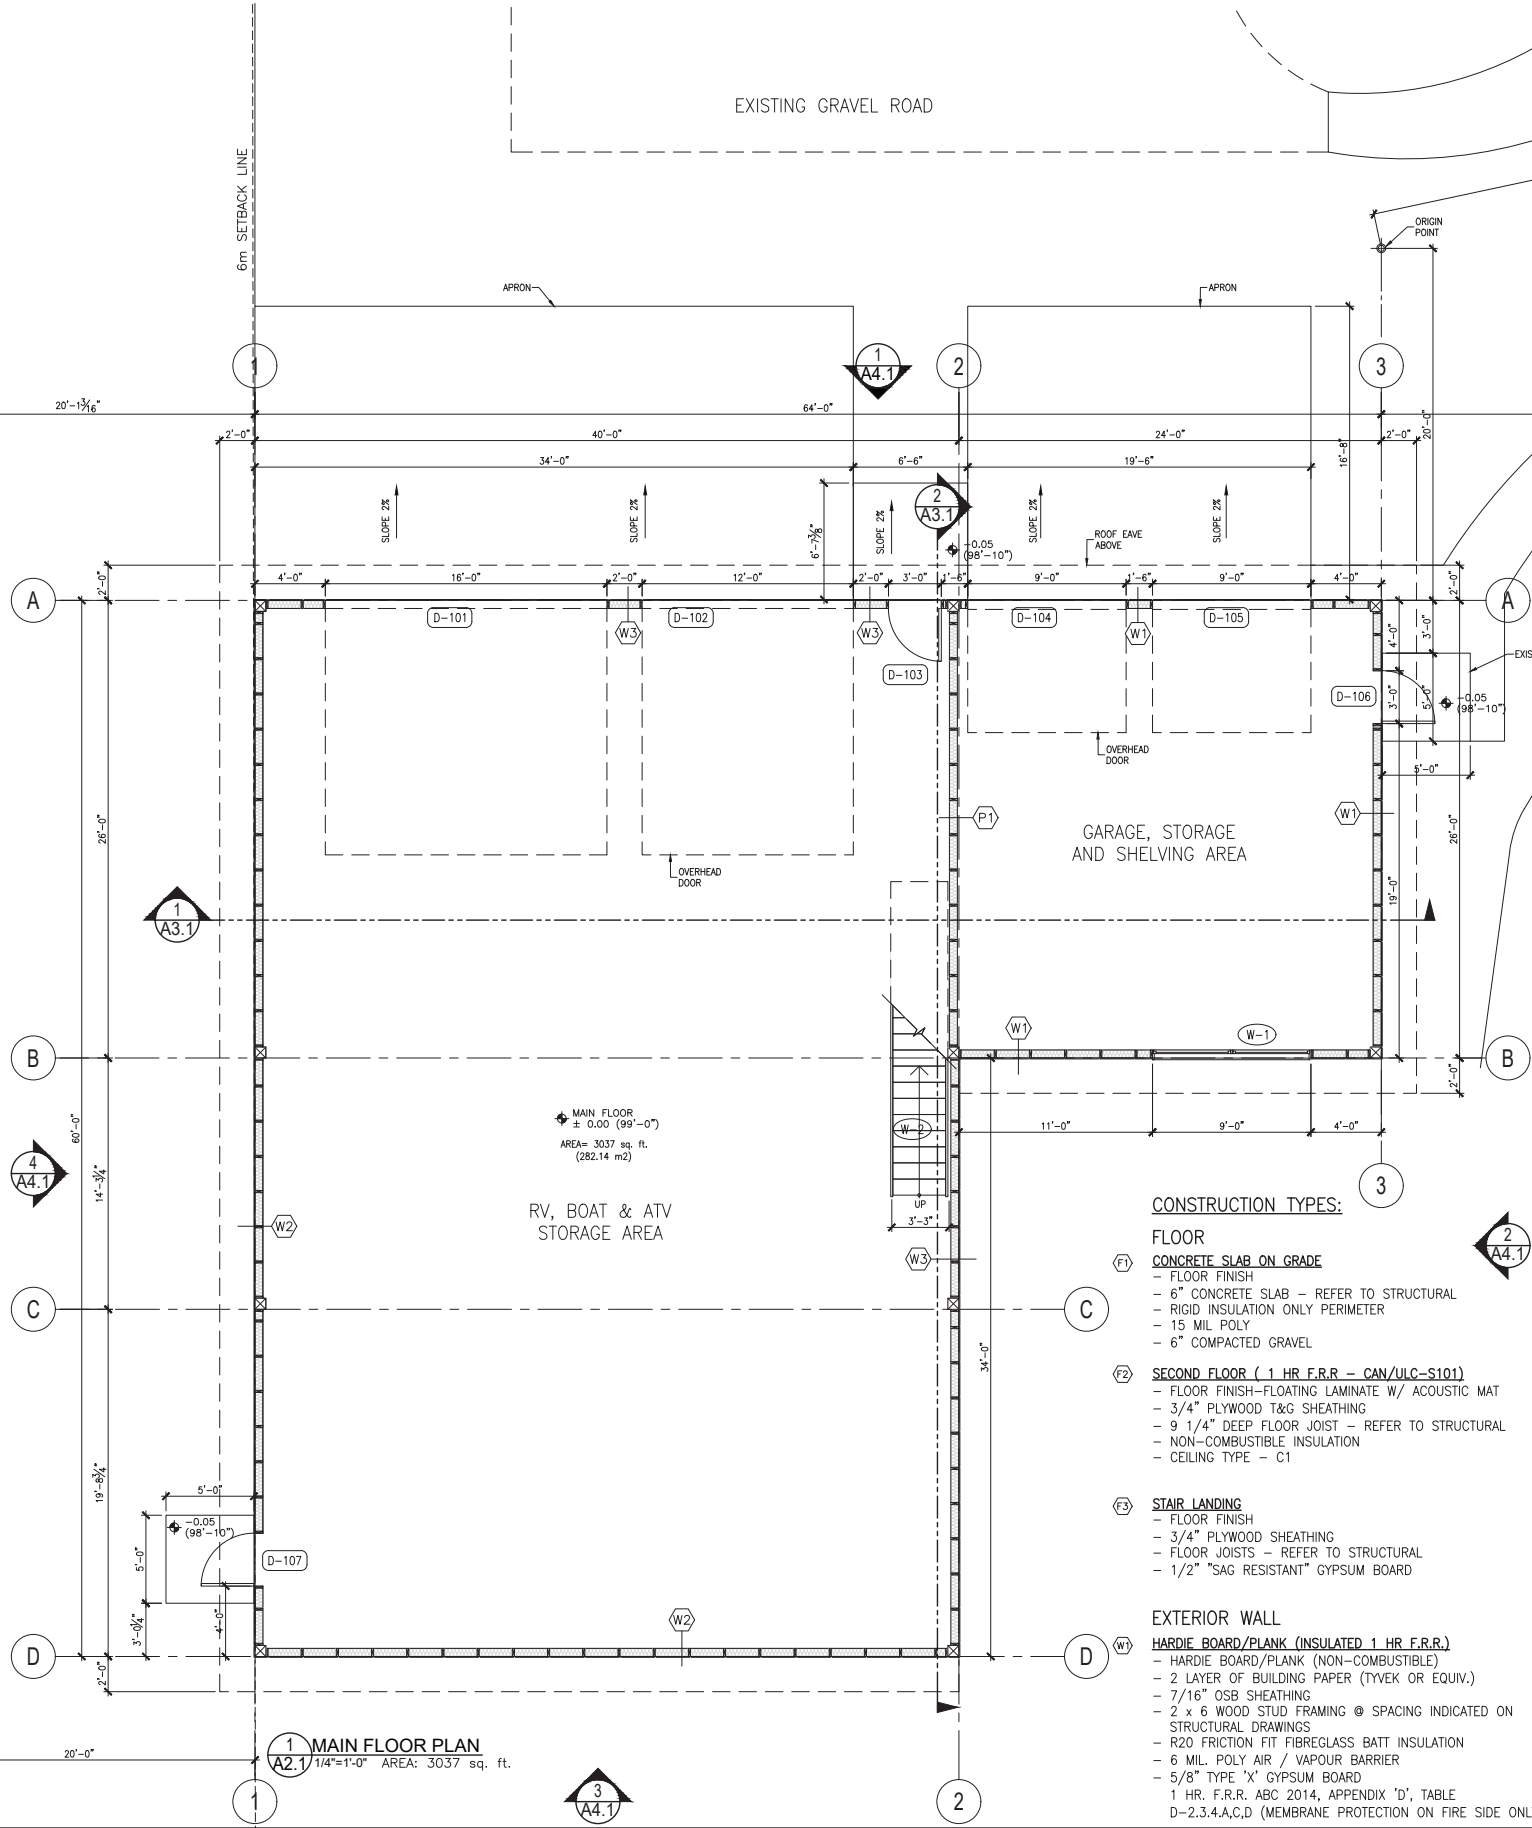 EXISTING GRAVEL ROAD
6m SETBACK LINE
ORIGIN
POINT
APRON
APRON
1
1
A4.1
2
3
20'-1 3/16"
64'-0"
20'-0"
2'-0"
40'-0"
24'-0"
2'-0"
34'-0"
6'-6"
19'-6"
16'-8"
SLOPE 2%
SLOPE 2%
6'-7 3/8"
SLOPE 2%
2
A3.1
SLOPE 2%
SLOPE 2%
ROOF EAVE
ABOVE
-0.05
(98'-10")
2'-0"
4'-0"
16'-0"
2'-0"
12'-0"
2'-0"
3'-0"
1'-6"
9'-0"
1'-6"
9'-0"
4'-0"
2'-0"
A
A
D-101
W3
D-102
W3
D-103
D-104
W1
D-105
4'-0"
3'-0"
EXIS
D-106
3'-0"
5'-0"
-0.05
(98'-10")
OVERHEAD
DOOR
5'-0"
P1
W1
26'-0"
26'-0"
GARAGE, STORAGE
AND SHELVING AREA
OVERHEAD
DOOR
19'-0"
1
A3.1
W1
W-1
B
B
2'-0"
60'-0"
MAIN FLOOR
± 0.00 (99'-0")
AREA= 3037 sq. ft.
(282.14 m2)
W-2
11'-0"
9'-0"
4'-0"
4
A4.1
14'-3 1/4"
3
RV, BOAT & ATV
STORAGE AREA
UP
3'-3"
W2
W3
2
A4.1
C
C
34'-0"
19'-8 3/4"
5'-0"
-0.05
(98'-10")
5'-0"
D-107
3'-0 1/4"
4'-0"
W2
D
D
2'-0"
20'-0"
1
A2.1
MAIN FLOOR PLAN
1/4"=1'-0" AREA: 3037 sq. ft.
1
3
A4.1
2
CONSTRUCTION TYPES:
FLOOR
F1 CONCRETE SLAB ON GRADE
- FLOOR FINISH
- 6" CONCRETE SLAB - REFER TO STRUCTURAL
- RIGID INSULATION ONLY PERIMETER
- 15 MIL POLY
- 6" COMPACTED GRAVEL
F2 SECOND FLOOR ( 1 HR F.R.R - CAN/ULC-S101)
- FLOOR FINISH-FLOATING LAMINATE W/ ACOUSTIC MAT
- 3/4" PLYWOOD T&G SHEATHING
- 9 1/4" DEEP FLOOR JOIST - REFER TO STRUCTURAL
- NON-COMBUSTIBLE INSULATION
- CEILING TYPE - C1
F3 STAIR LANDING
- FLOOR FINISH
- 3/4" PLYWOOD SHEATHING
- FLOOR JOISTS - REFER TO STRUCTURAL
- 1/2" "SAG RESISTANT" GYPSUM BOARD
EXTERIOR WALL
W1 HARDIE BOARD/PLANK (INSULATED 1 HR F.R.R.)
- HARDIE BOARD/PLANK (NON-COMBUSTIBLE)
- 2 LAYER OF BUILDING PAPER (TYVEK OR EQUIV.)
- 7/16" OSB SHEATHING
- 2 x 6 WOOD STUD FRAMING @ SPACING INDICATED ON
STRUCTURAL DRAWINGS
- R20 FRICTION FIT FIBREGLASS BATT INSULATION
- 6 MIL. POLY AIR / VAPOUR BARRIER
- 5/8" TYPE 'X' GYPSUM BOARD
1 HR. F.R.R. ABC 2014, APPENDIX 'D', TABLE
D-2.3.4.A,C,D (MEMBRANE PROTECTION ON FIRE SIDE ONL